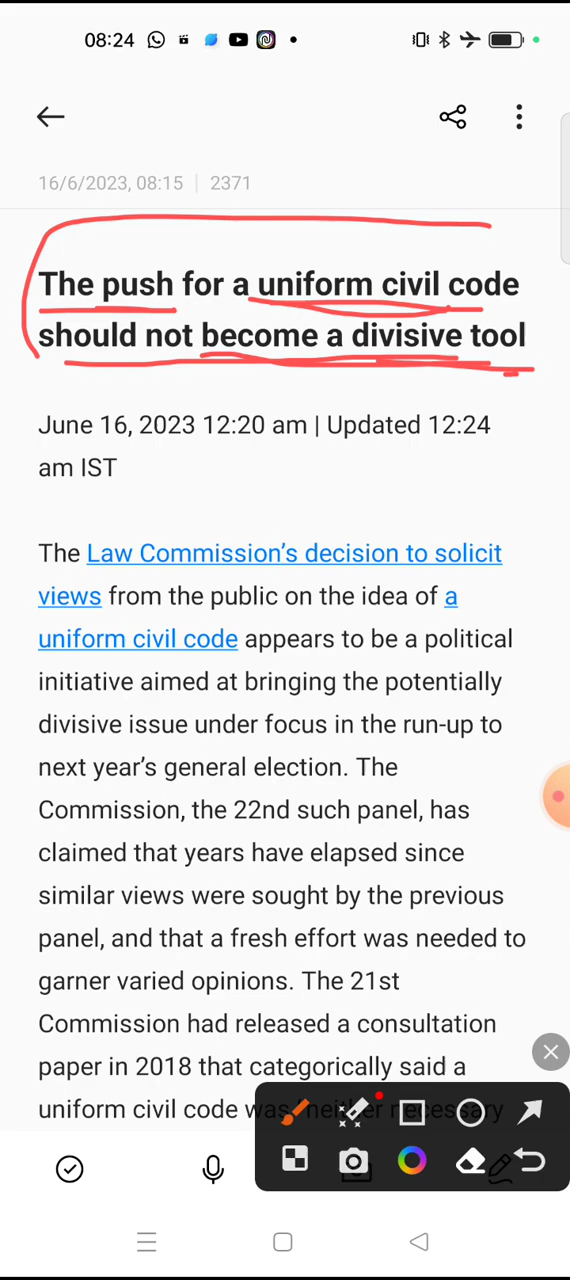 08:24
16/6/2023, 08:15 | 2371
The push for a uniform civil code
should not become a divisive tool
June 16, 2023 12:20 am | Updated 12:24
am IST
The Law Commission’s decision to solicit
views from the public on the idea of a
uniform civil code appears to be a political
initiative aimed at bringing the potentially
divisive issue under focus in the run-up to
next year’s general election. The
Commission, the 22nd such panel, has
claimed that years have elapsed since
similar views were sought by the previous
panel, and that a fresh effort was needed to
garner varied opinions. The 21st
Commission had released a consultation
paper in 2018 that categorically said a
uniform civil code was “neither necessary